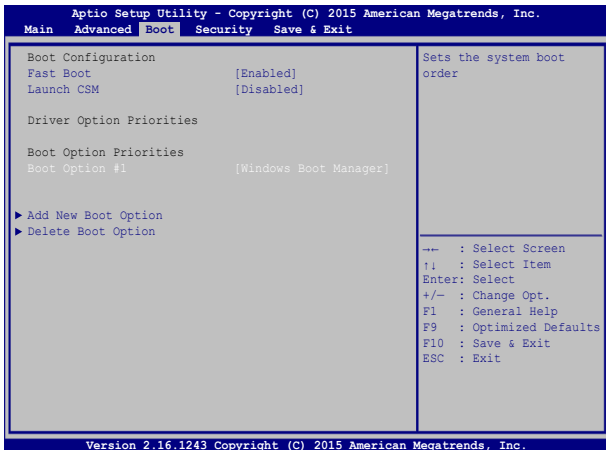 Aptio Setup Utility - Copyright (C) 2015 American Megatrends, Inc.
Main Advanced Boot Security Save & Exit
Boot Configuration
Fast Boot [Enabled]
Launch CSM [Disabled]
Driver Option Priorities
Boot Option Priorities
Boot Option #1 [Windows Boot Manager]
▶ Add New Boot Option
▶ Delete Boot Option
Sets the system boot
order
→← : Select Screen
↑↓ : Select Item
Enter: Select
+/— : Change Opt.
F1 : General Help
F9 : Optimized Defaults
F10 : Save & Exit
ESC : Exit
Version 2.16.1243 Copyright (C) 2015 American Megatrends, Inc.